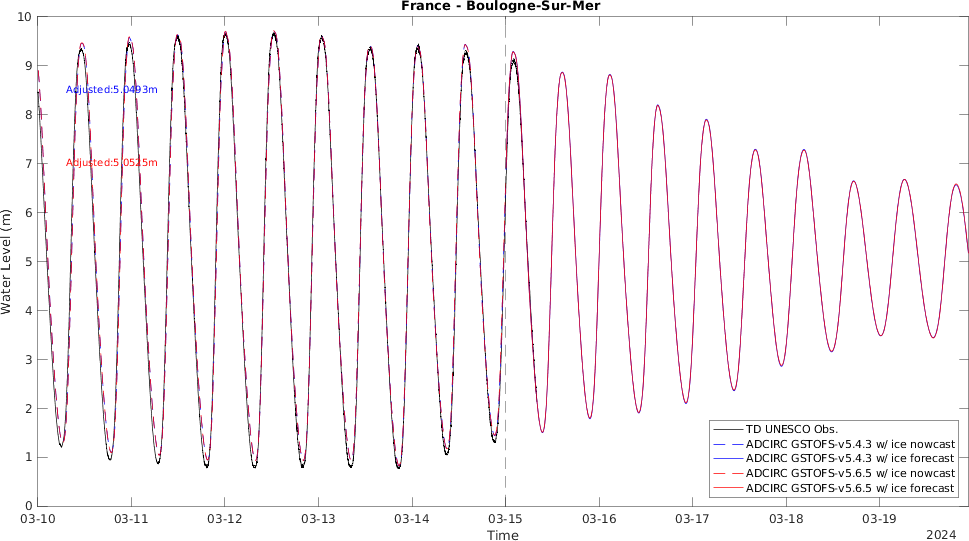 France - Boulogne-Sur-Mer
10
9
8
7
6
5
4
3
2
1
0
Water Level (m)
Adjusted:5.0493m
Adjusted:5.0525m
TD UNESCO Obs.
ADCIRC GSTOFS-v5.4.3 w/ ice nowcast
ADCIRC GSTOFS-v5.4.3 w/ ice forecast
ADCIRC GSTOFS-v5.6.5 w/ ice nowcast
ADCIRC GSTOFS-v5.6.5 w/ ice forecast
03-10 03-11 03-12 03-13 03-14 03-15 03-16 03-17 03-18 03-19
Time
2024